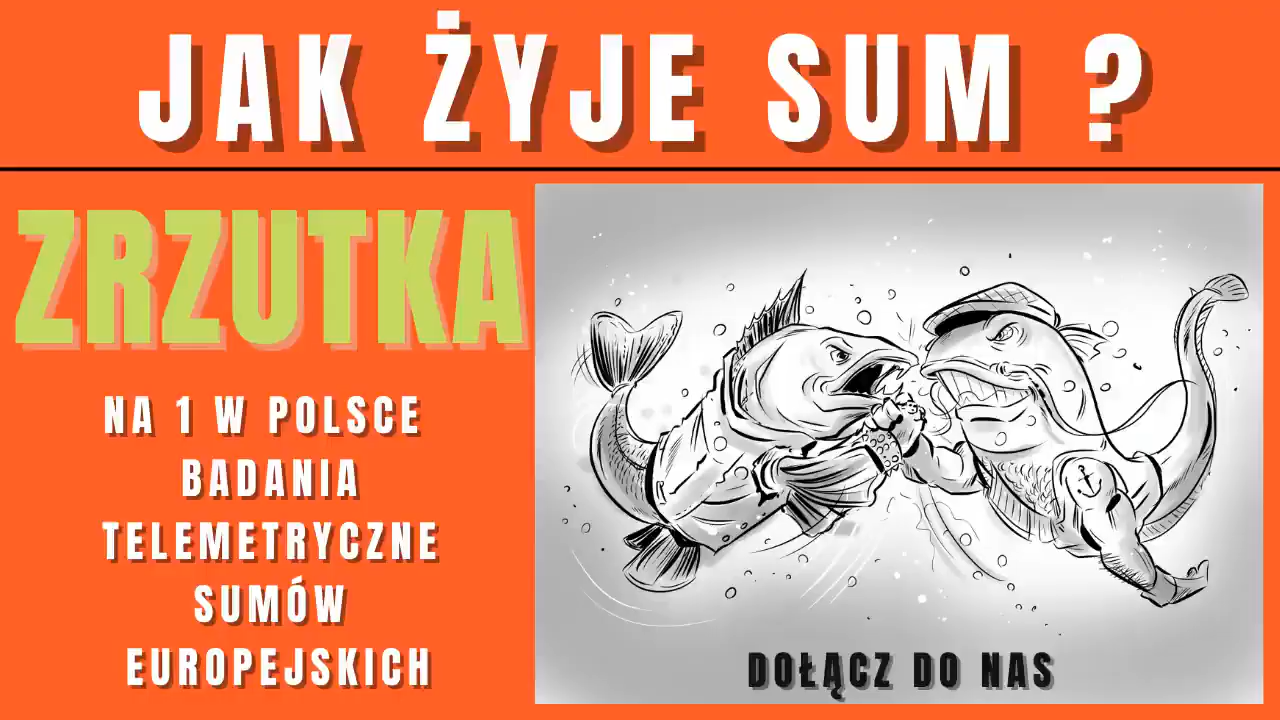 JAK ŻYJE SUM ?
ZRZUTKA
NA 1 W POLSCE
BADANIA
TELEMETRYCZNE
SUMÓW
EUROPEJSKICH
DOŁĄCZ DO NAS